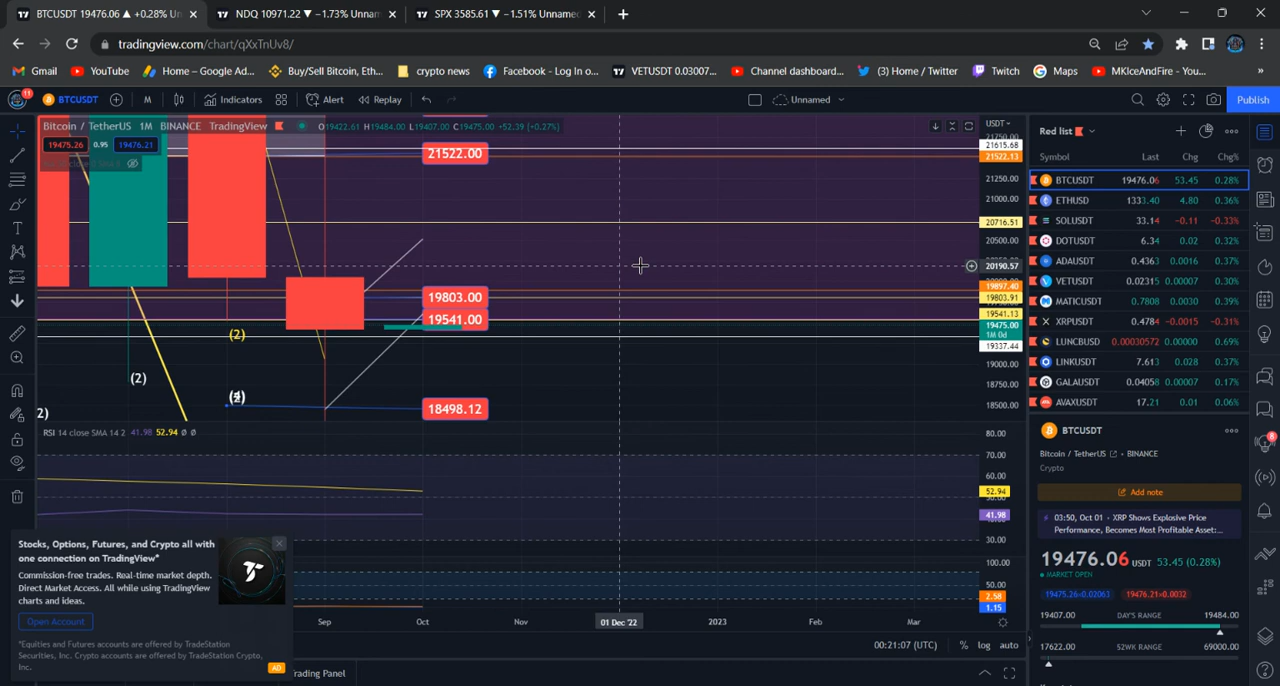 BTCUSDT 19476.06 ▲ +0.28% Un
NDQ 10971.22 ▼ −1.73% Unnam
SPX 3585.61 ▼ −1.51% Unname
tradingview.com/chart/qXxTnUv8/
Gmail
YouTube
Home – Google Ad...
Buy/Sell Bitcoin, Ete...
crypto news
Facebook - Log In o...
VETUSDT 0.03007...
Channel dashboard...
(3) Home / Twitter
Twitch
Maps
MKIceAndFire - You...
11
BTCUSDT
M
Indicators
Alert
Replay
Unnamed
Publish
Bitcoin / TetherUS 1M BINANCE TradingView
O19422.61 H19484.00 L19407.00 C19475.00 +52.39 (+0.27%)
19475.26
0.95
19476.21
USDT
21750.00
21615.68
21522.13
21250.00
21000.00
20716.51
20500.00
20190.57
19897.40
19803.91
19541.13
19475.00
1M 0d
19337.44
19000.00
18750.00
18500.00
21522.00
19803.00
19541.00
18498.12
(2)
(2)
2)
RSI 14 close SMA 14 2 41.98 52.94 Ø Ø
80.00
70.00
60.00
52.94
41.98
30.00
100.00
50.00
2.58
1.15
Sep
Oct
Nov
01 Dec '22
2023
Feb
Mar
00:21:07 (UTC)
%
log
auto
rading Panel
Stocks, Options, Futures, and Crypto all with
one connection on TradingView*
Commission-free trades. Real-time market depth.
Direct Market Access. All while using TradingView
charts and ideas.
Open Account
*Equities and Futures accounts are offered by TradeStation
Securities, Inc. Crypto accounts are offered by TradeStation Crypto,
Inc.
AD
Red list
Symbol Last Chg Chg%
BTCUSDT 19476.06 53.45 0.28%
ETHUSD 1333.40 4.80 0.36%
SOLUSDT 33.14 −0.11 −0.33%
DOTUSDT 6.34 0.02 0.32%
ADAUSDT 0.4363 0.0016 0.37%
VETUSDT 0.02315 0.00007 0.30%
MATICUSDT 0.7808 0.0030 0.39%
XRPUSDT 0.4784 −0.0015 −0.31%
LUNCBUSD 0.00030572 0.00000 0.69%
LINKUSDT 7.613 0.028 0.37%
GALAUSDT 0.04058 0.00007 0.17%
AVAXUSDT 17.21 0.01 0.06%
BTCUSDT
Bitcoin / TetherUS • BINANCE
Crypto
Add note
03:50, Oct 01 • XRP Shows Explosive Price
Performance, Becomes Most Profitable Asset:...
19476.06 USDT 53.45 (0.28%)
MARKET OPEN
19475.26×0.02063
19476.21×0.0032
19407.00 DAY'S RANGE 19484.00
17622.00 52WK RANGE 69000.00
8